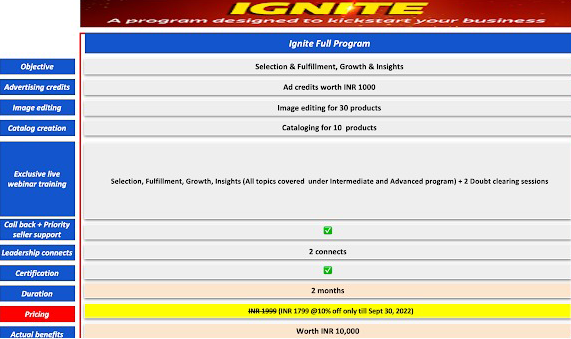 IGNITE
A program designed to kickstart your business
Ignite Full Program
Objective
Selection & Fulfillment, Growth & Insights
Advertising credits
Ad credits worth INR 1000
Image editing
Image editing for 30 products
Catalog creation
Cataloging for 10 products
Exclusive live
webinar training
Selection, Fulfillment, Growth, Insights (All topics covered under Intermediate and Advanced program) + 2 Doubt clearing sessions
Call back + Priority
seller support
✅
Leadership connects
2 connects
Certification
✅
Duration
2 months
Pricing
INR 1999 (INR 1799 @10% off only till Sept 30, 2022)
Actual benefits
Worth INR 10,000